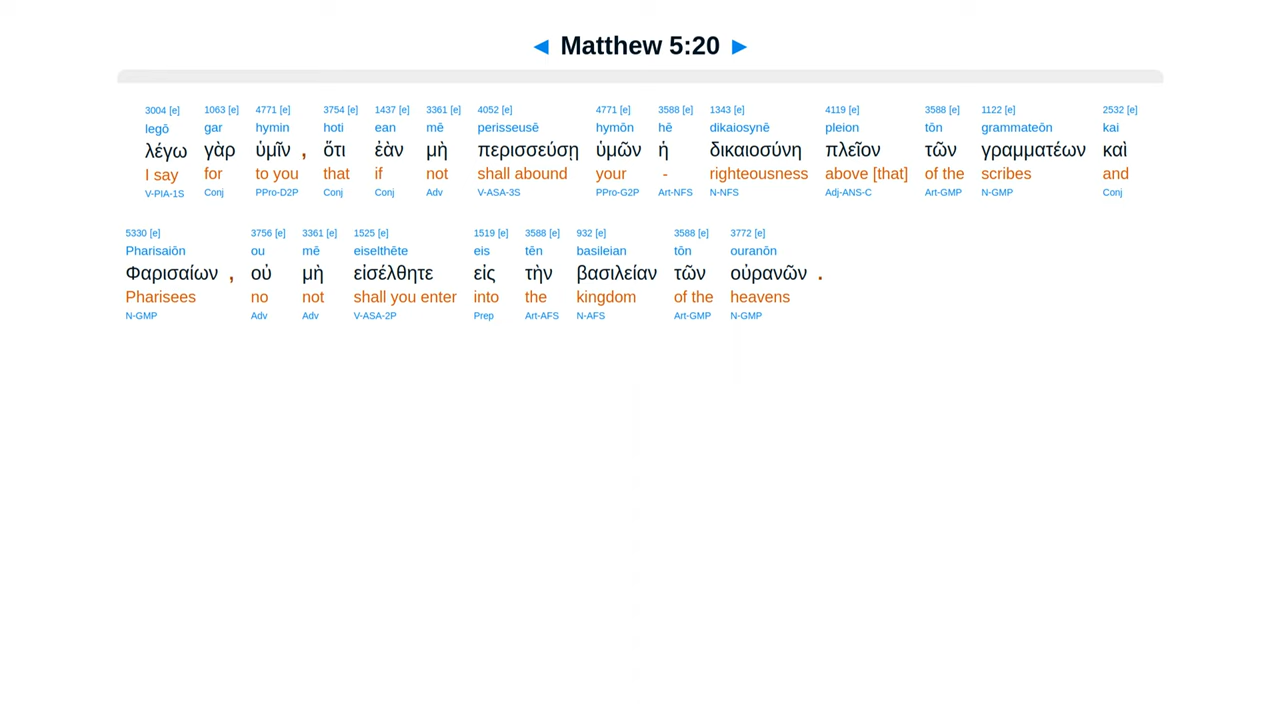 ◄ Matthew 5:20 ►
3004 [e] 1063 [e] 4771 [e] 3754 [e] 1437 [e] 3361 [e] 4052 [e] 4771 [e] 3588 [e] 1343 [e] 4119 [e] 3588 [e] 1122 [e] 2532 [e]
legō gar hymin hoti ean mē perisseusē hymōn hē dikaiosynē pleion tōn grammateōn kai
λέγω γὰρ ὑμῖν , ὅτι ἐὰν μὴ περισσεύσῃ ὑμῶν ἡ δικαιοσύνη πλεῖον τῶν γραμματέων καὶ
I say for to you that if not shall abound your - righteousness above [that] of the scribes and
V-PIA-1S Conj PPro-D2P Conj Conj Adv V-ASA-3S PPro-G2P Art-NFS N-NFS Adj-ANS-C Art-GMP N-GMP Conj
5330 [e] 3756 [e] 3361 [e] 1525 [e] 1519 [e] 3588 [e] 932 [e] 3588 [e] 3772 [e]
Pharisaiōn ou mē eiselthēte eis tēn basileian tōn ouranōn
Φαρισαίων , οὐ μὴ εἰσέλθητε εἰς τὴν βασιλείαν τῶν οὐρανῶν .
Pharisees no not shall you enter into the kingdom of the heavens
N-GMP Adv Adv V-ASA-2P Prep Art-AFS N-AFS Art-GMP N-GMP